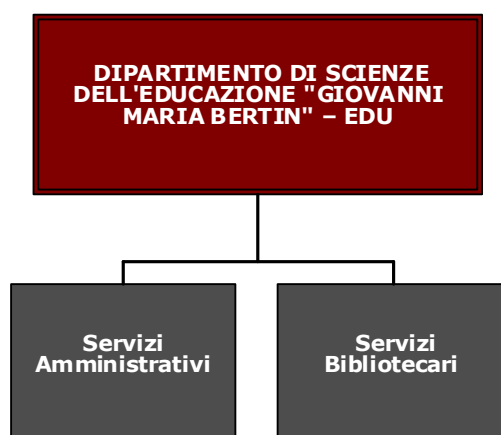 DIPARTIMENTO DI SCIENZE
DELL'EDUCAZIONE "GIOVANNI
MARIA BERTIN" – EDU
Servizi
Amministrativi
Servizi
Bibliotecari